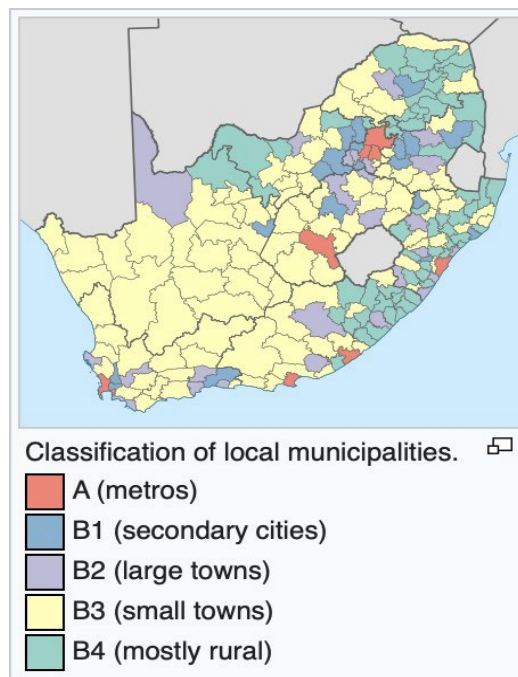 Classification of local municipalities.
A (metros)
B1 (secondary cities)
B2 (large towns)
B3 (small towns)
B4 (mostly rural)